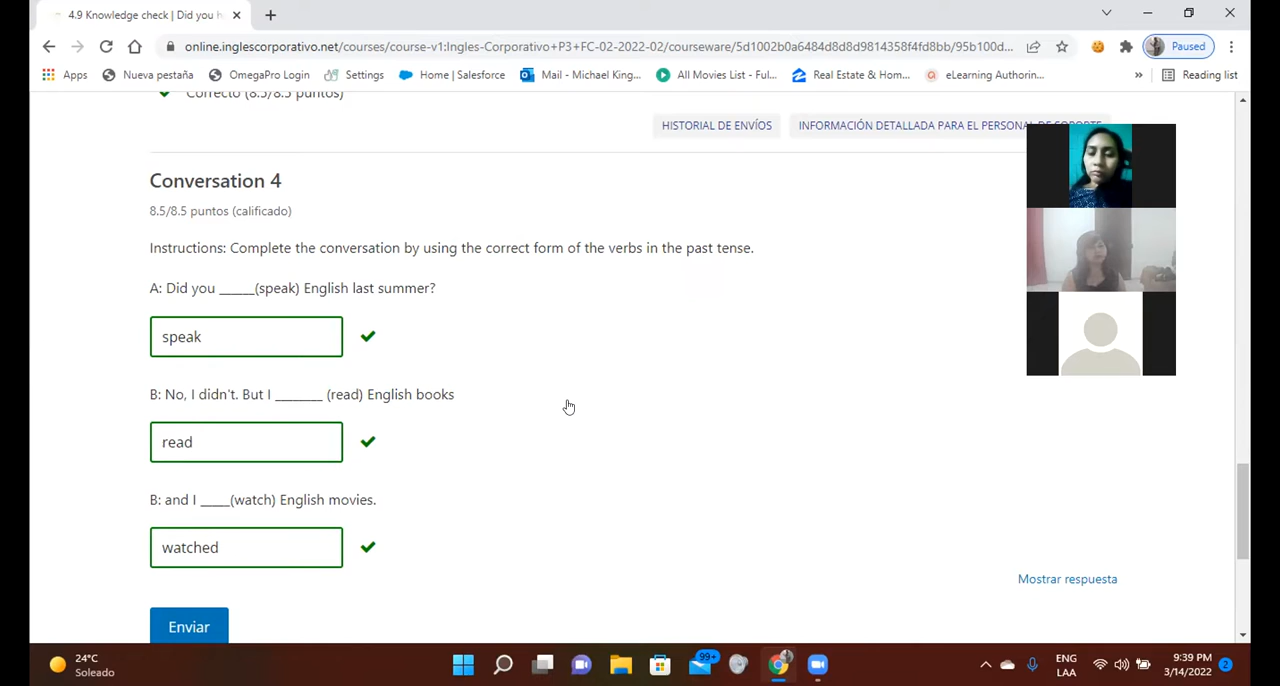 4.9 Knowledge check | Did you h
online.inglescorporativo.net/courses/course-v1:Ingles-Corporativo+P3+FC-02-2022-02/courseware/5d1002b0a6484d8d8d9814358f4fd8bb/95b100d...
Paused
Apps
Nueva pestaña
OmegaPro Login
Settings
Home | Salesforce
Mail - Michael King...
All Movies List - Ful...
Real Estate & Hom...
eLearning Authorin...
»
Reading list
Correcto (8.5/8.5 puntos)
HISTORIAL DE ENVÍOS
INFORMACIÓN DETALLADA PARA EL PERSONAL DE SOPORTE
Conversation 4
8.5/8.5 puntos (calificado)
Instructions: Complete the conversation by using the correct form of the verbs in the past tense.
A: Did you ______(speak) English last summer?
speak
B: No, I didn't. But I ________ (read) English books
read
B: and I _____(watch) English movies.
watched
Mostrar respuesta
Enviar
24°C
Soleado
99+
ENG
LAA
9:39 PM
3/14/2022
2